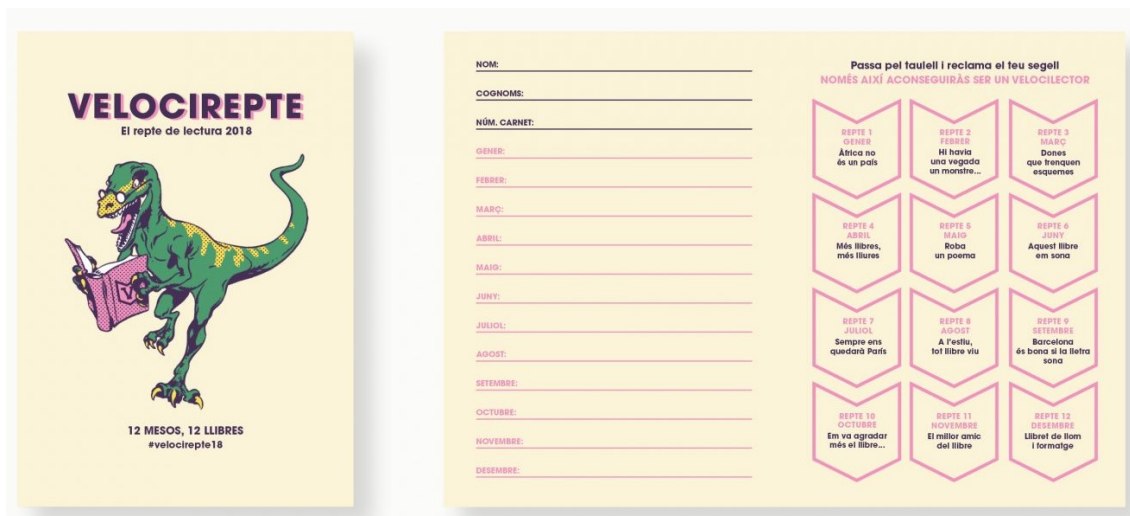 VELOCIREPTE
El repte de lectura 2018
V
12 MESOS, 12 LLIBRES
#velocirepte18
NOM:
COGNOMS:
NÚM. CARNET:
GENER:
FEBRER:
MARÇ:
ABRIL:
MAIG:
JUNY:
JULIOL:
AGOST:
SETEMBRE:
OCTUBRE:
NOVEMBRE:
DESEMBRE:
Passa pel taulell i reclama el teu segell
NOMÉS AIXÍ ACONSEGUIRÀS SER UN VELOCILECTOR
REPTE 1
GENER
Àfrica no
és un país
REPTE 2
FEBRER
Hi havia
una vegada
un monstre...
REPTE 3
MARÇ
Dones
que trenquen
esquemes
REPTE 4
ABRIL
Més llibres,
més lliures
REPTE 5
MAIG
Roba
un poema
REPTE 6
JUNY
Aquest llibre
em sona
REPTE 7
JULIOL
Sempre ens
quedarà París
REPTE 8
AGOST
A l'estiu,
tot llibre viu
REPTE 9
SETEMBRE
Barcelona
és bona si la lletra
sona
REPTE 10
OCTUBRE
Em va agradar
més el llibre...
REPTE 11
NOVEMBRE
El millor amic
del llibre
REPTE 12
DESEMBRE
Llibret de llom
i formatge